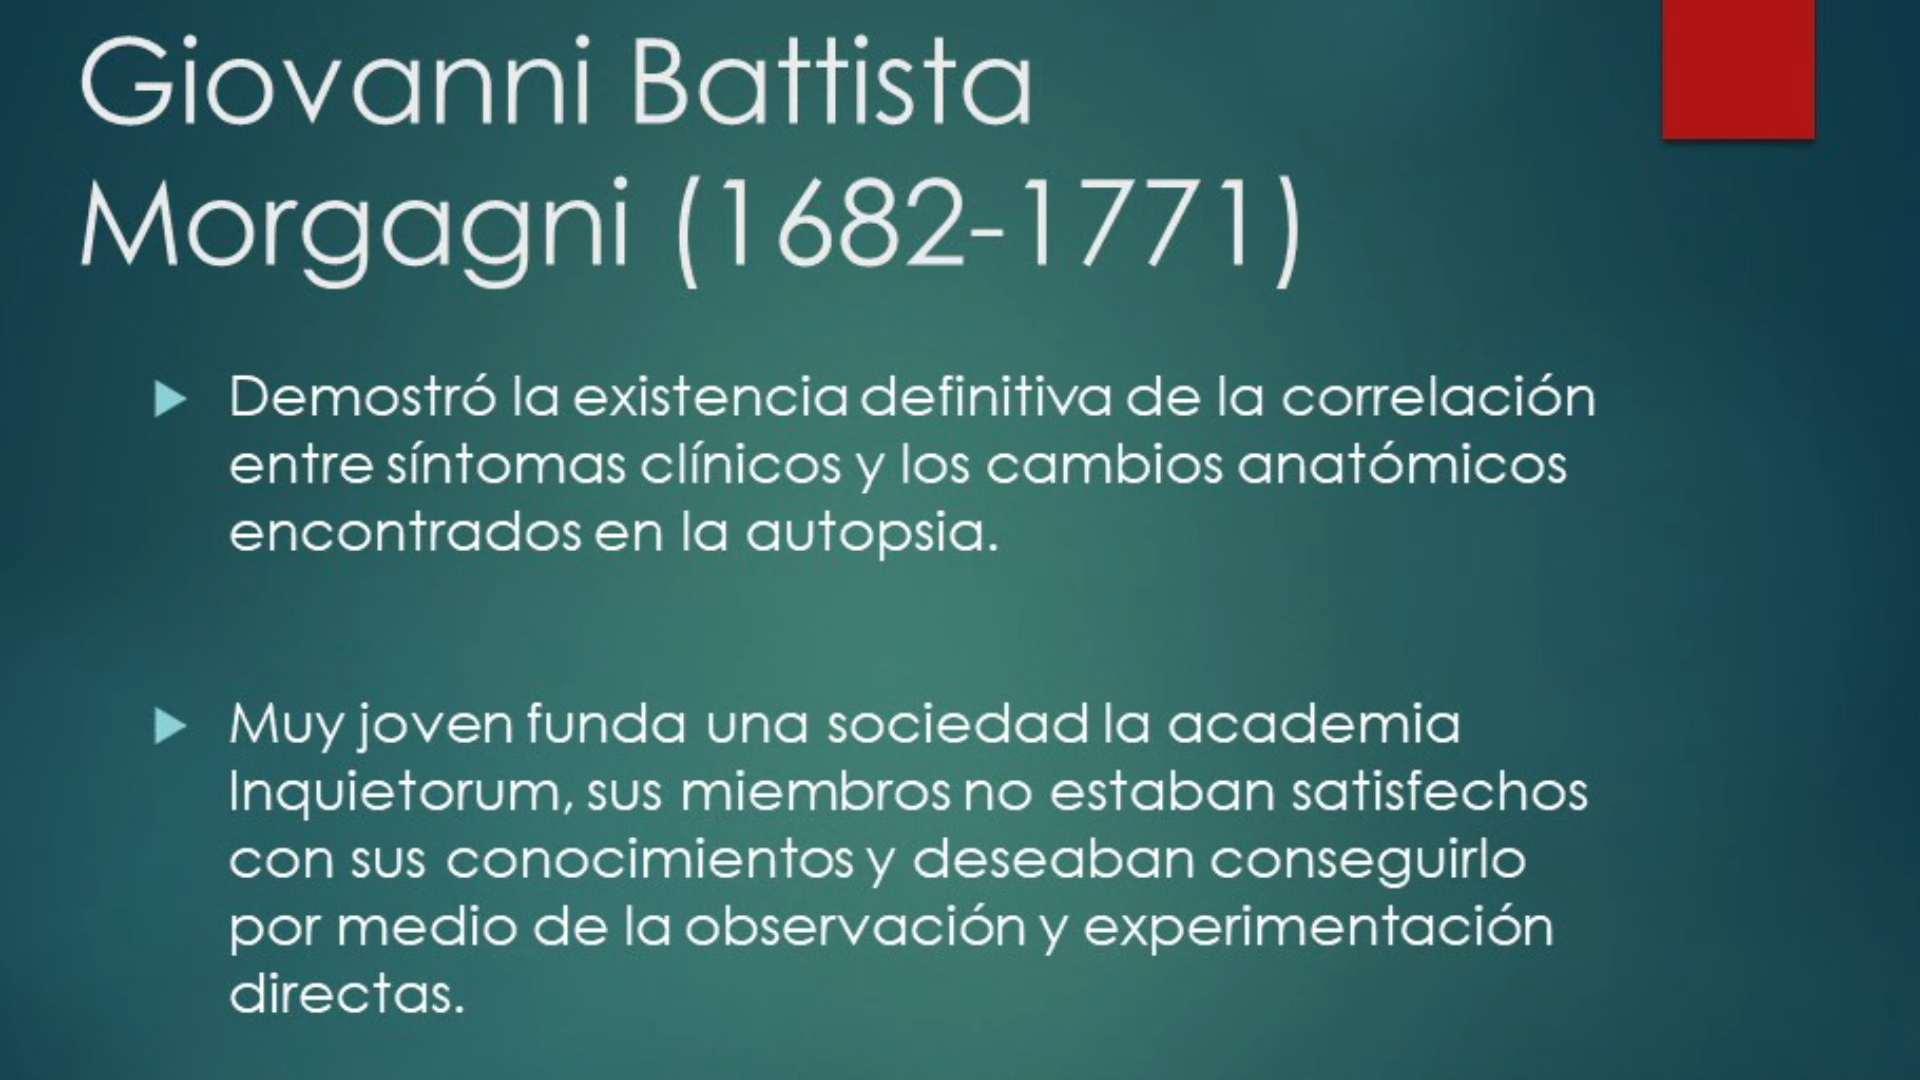 Giovanni Battista
Morgagni (1682-1771)
Demostró la existencia definitiva de la correlación
entre síntomas clínicos y los cambios anatómicos
encontrados en la autopsia.
Muy joven funda una sociedad la academia
Inquietorum, sus miembros no estaban satisfechos
con sus conocimientos y deseaban conseguirlo
por medio de la observación y experimentación
directas.